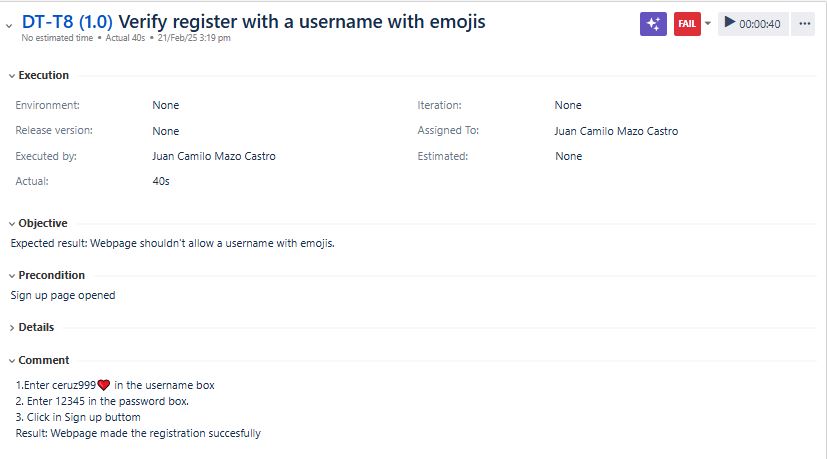 DT-T8 (1.0) Verify register with a username with emojis
FAIL
00:00:40
No estimated time • Actual 40s • 21/Feb/25 3:19 pm
Execution
Environment: None Iteration: None
Release version: None Assigned To: Juan Camilo Mazo Castro
Executed by: Juan Camilo Mazo Castro Estimated: None
Actual: 40s
Objective
Expected result: Webpage shouldn't allow a username with emojis.
Precondition
Sign up page opened
Details
Comment
1.Enter ceruz999❤️ in the username box
2. Enter 12345 in the password box.
3. Click in Sign up buttom
Result: Webpage made the registration succesfully